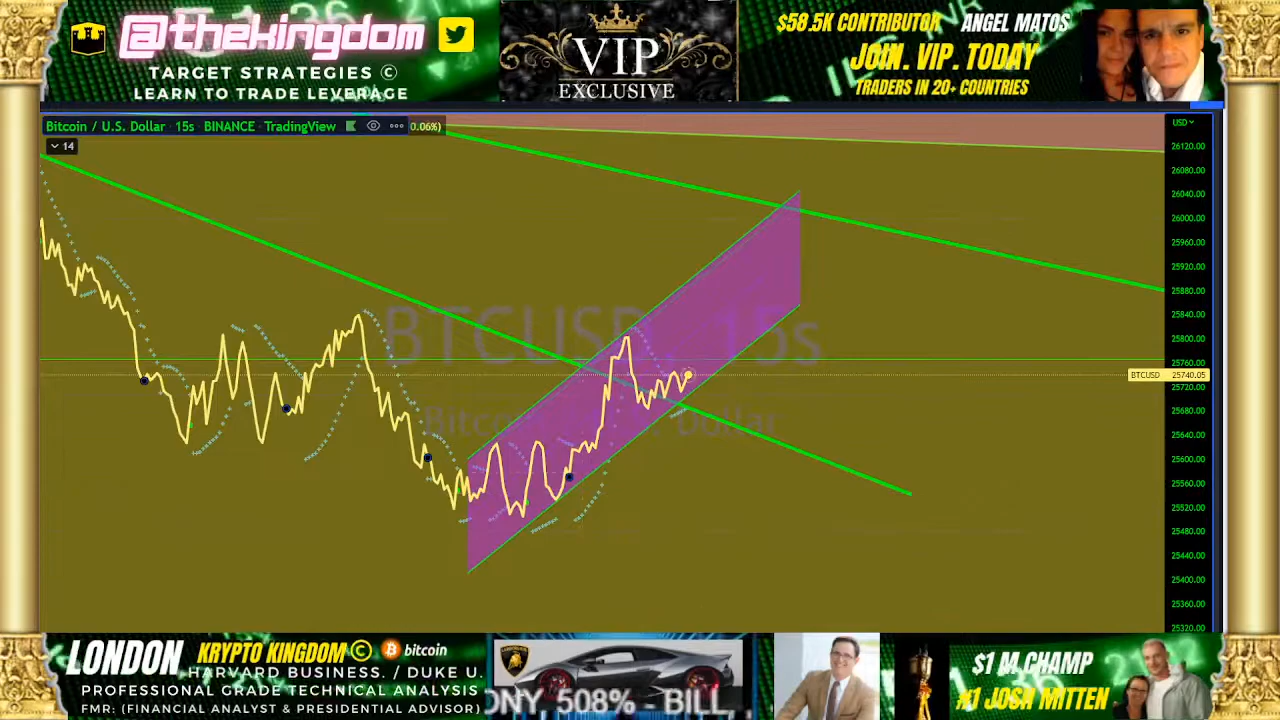 @thekingdom
TARGET STRATEGIES ©
LEARN TO TRADE LEVERAGE
VIP
EXCLUSIVE
$58.5K CONTRIBUTOR ANGEL MATOS
JOIN. VIP. TODAY
TRADERS IN 20+ COUNTRIES
Bitcoin / U.S. Dollar · 15s · BINANCE · TradingView 0.06%)
14
USD
26120.00
26080.00
26040.00
26000.00
25960.00
25920.00
25880.00
25840.00
25800.00
25760.00
BTCUSD 25740.05
25720.00
25680.00
25640.00
25600.00
25560.00
25520.00
25480.00
25440.00
25400.00
25360.00
25320.00
BTCUSD, 15s
Bitcoin / U.S. Dollar
LONDON KRYPTO KINGDOM © bitcoin
HARVARD BUSINESS. / DUKE U.
PROFESSIONAL GRADE TECHNICAL ANALYSIS
FMR: (FINANCIAL ANALYST & PRESIDENTIAL ADVISOR)
ONY, 508% - BILL,
$1 M CHAMP
#1 JOSH MITTEN